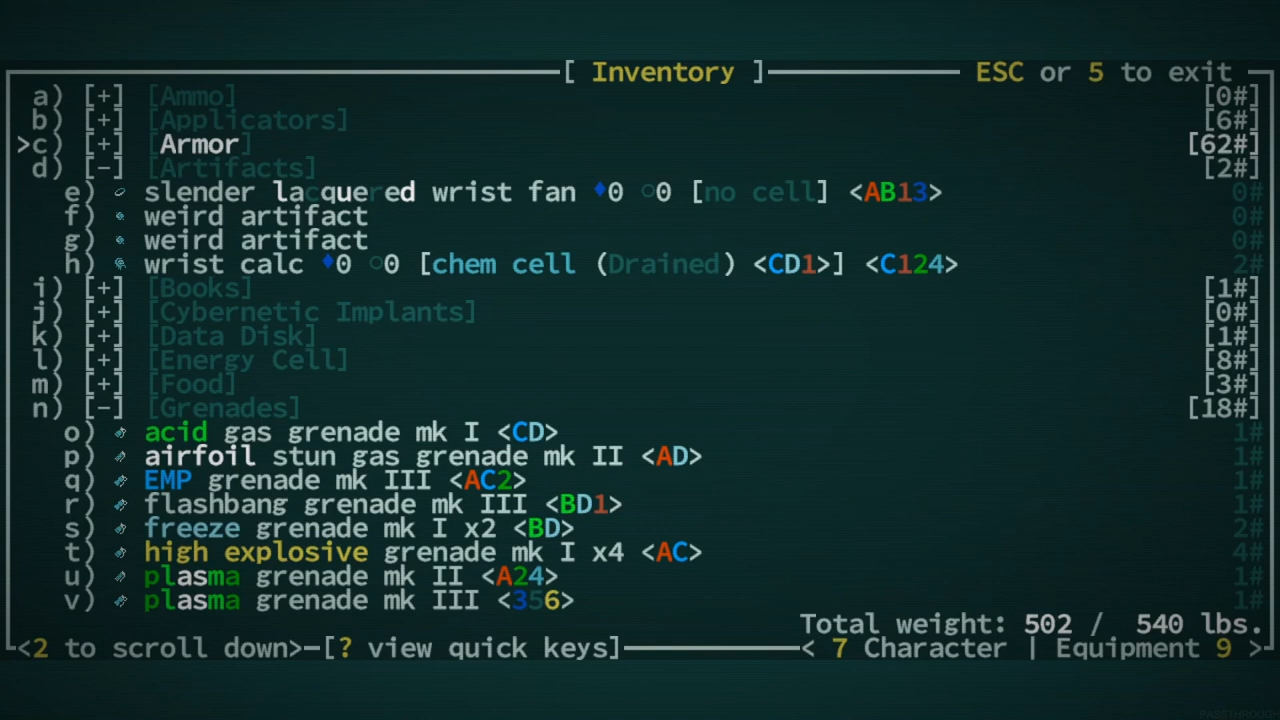 [ Inventory ] ESC or 5 to exit
a) [+] [Ammo] [0#]
b) [+] [Applicators] [6#]
>c) [+] [Armor] [62#]
d) [-] [Artifacts] [2#]
e) slender lacquered wrist fan ♦0 ○0 [no cell] <AB13> 0#
f) weird artifact 0#
g) weird artifact 0#
h) wrist calc ♦0 ○0 [chem cell (Drained) <CD1>] <C124> 2#
i) [+] [Books] [1#]
j) [+] [Cybernetic Implants] [0#]
k) [+] [Data Disk] [1#]
l) [+] [Energy Cell] [8#]
m) [+] [Food] [3#]
n) [-] [Grenades] [18#]
o) acid gas grenade mk I <CD> 1#
p) airfoil stun gas grenade mk II <AD> 1#
q) EMP grenade mk III <AC2> 1#
r) flashbang grenade mk III <BD1> 1#
s) freeze grenade mk I x2 <BD> 2#
t) high explosive grenade mk I x4 <AC> 4#
u) plasma grenade mk II <A24> 1#
v) plasma grenade mk III <356> 1#
Total weight: 502 / 540 lbs.
<2 to scroll down> [? view quick keys] < 7 Character | Equipment 9 >